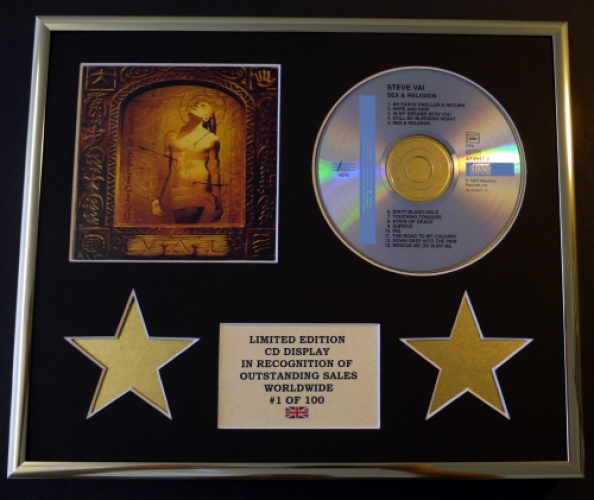 VAI
STEVE VAI
SEX & RELIGION
1. AN EARTH DWELLER'S RETURN
2. HERE AND NOW
3. IN MY DREAMS WITH YOU
4. STILL MY BLEEDING HEART
5. SEX & RELIGION
6. DIRTY BLACK HOLE
7. TOUCHING TONGUES
8. STATE OF GRACE
9. SURVIVE
10. PIG
11. THE ROAD TO MT. CALVARY
12. DOWN DEEP INTO THE PAIN
13. RESCUE ME OR BURY ME
LIMITED EDITION
CD DISPLAY
IN RECOGNITION OF
OUTSTANDING SALES
WORLDWIDE
#1 OF 100